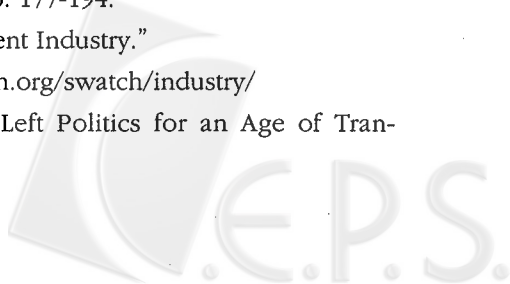 p. 177-194.
ent Industry.”
n.org/swatch/industry/
Left Politics for an Age of Tran-
C.E.P.S.